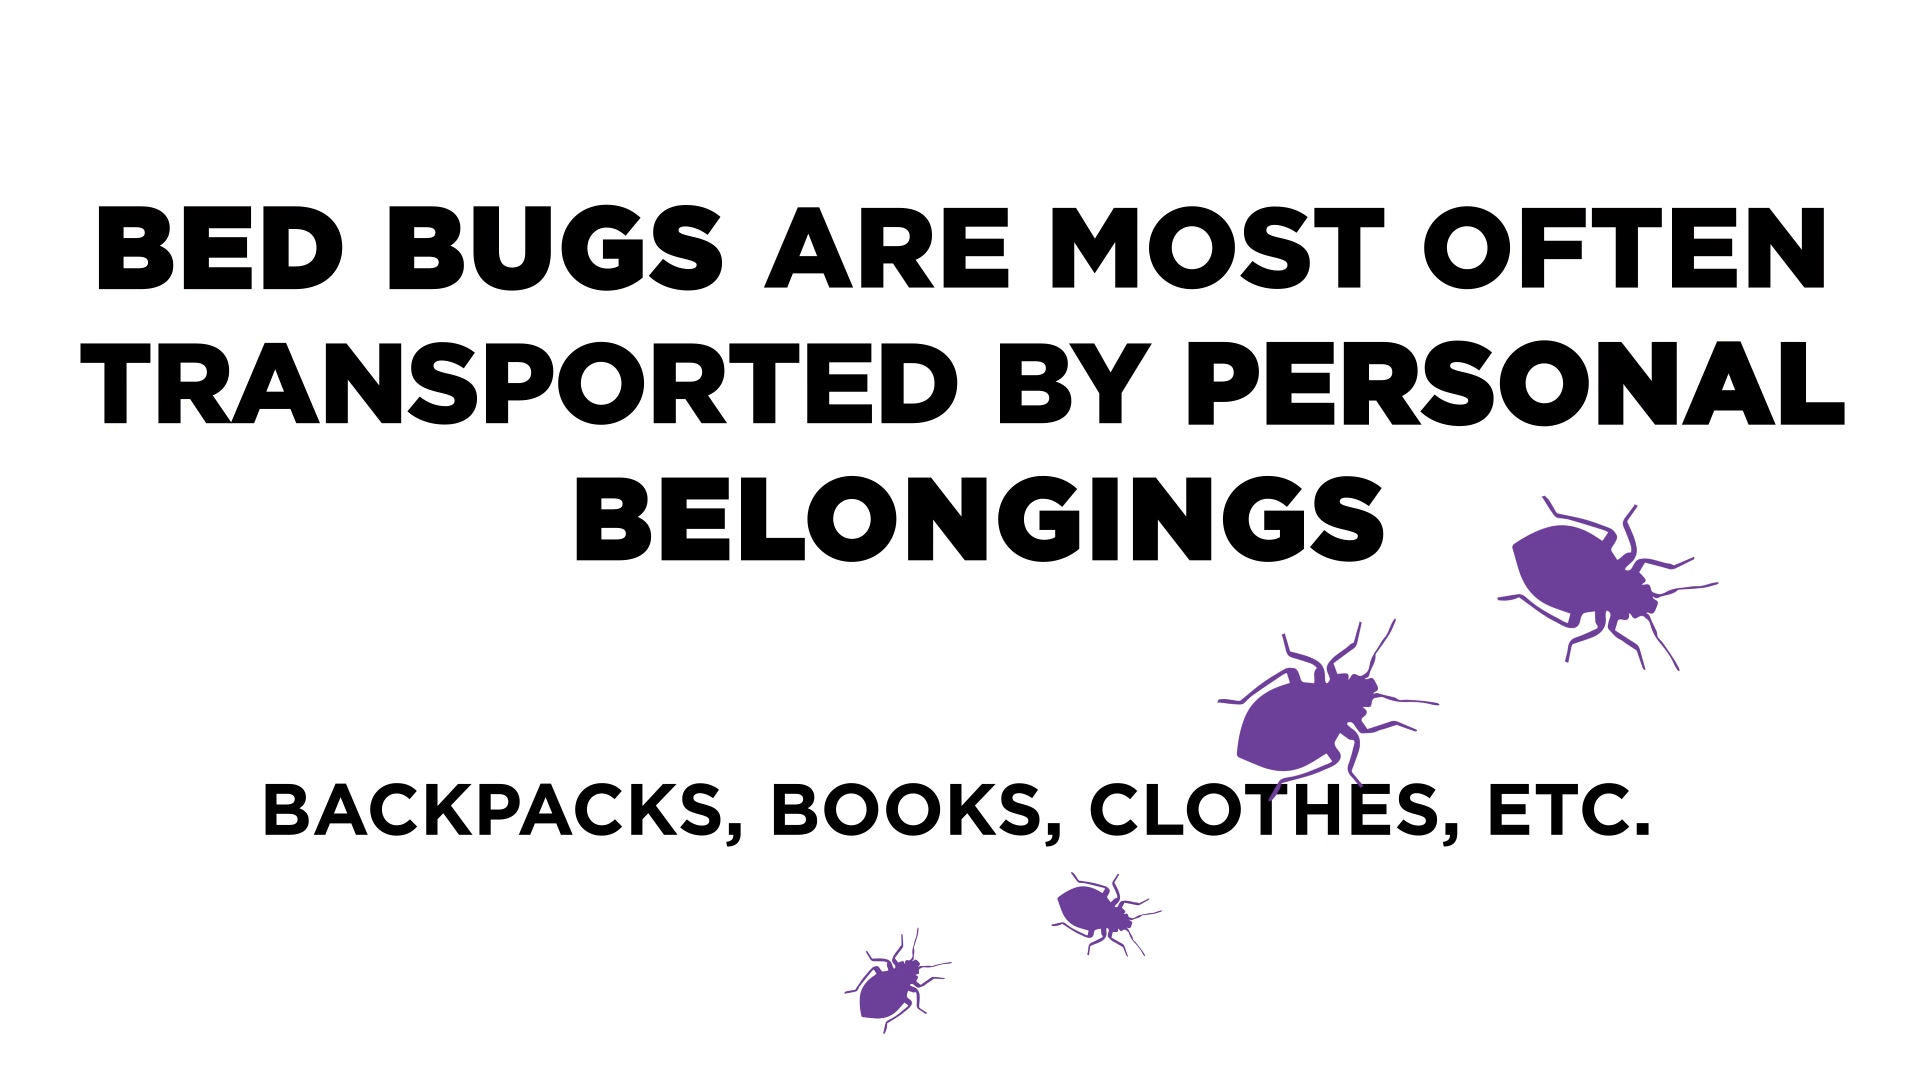 BED BUGS ARE MOST OFTEN
TRANSPORTED BY PERSONAL
BELONGINGS
BACKPACKS, BOOKS, CLOTHES, ETC.